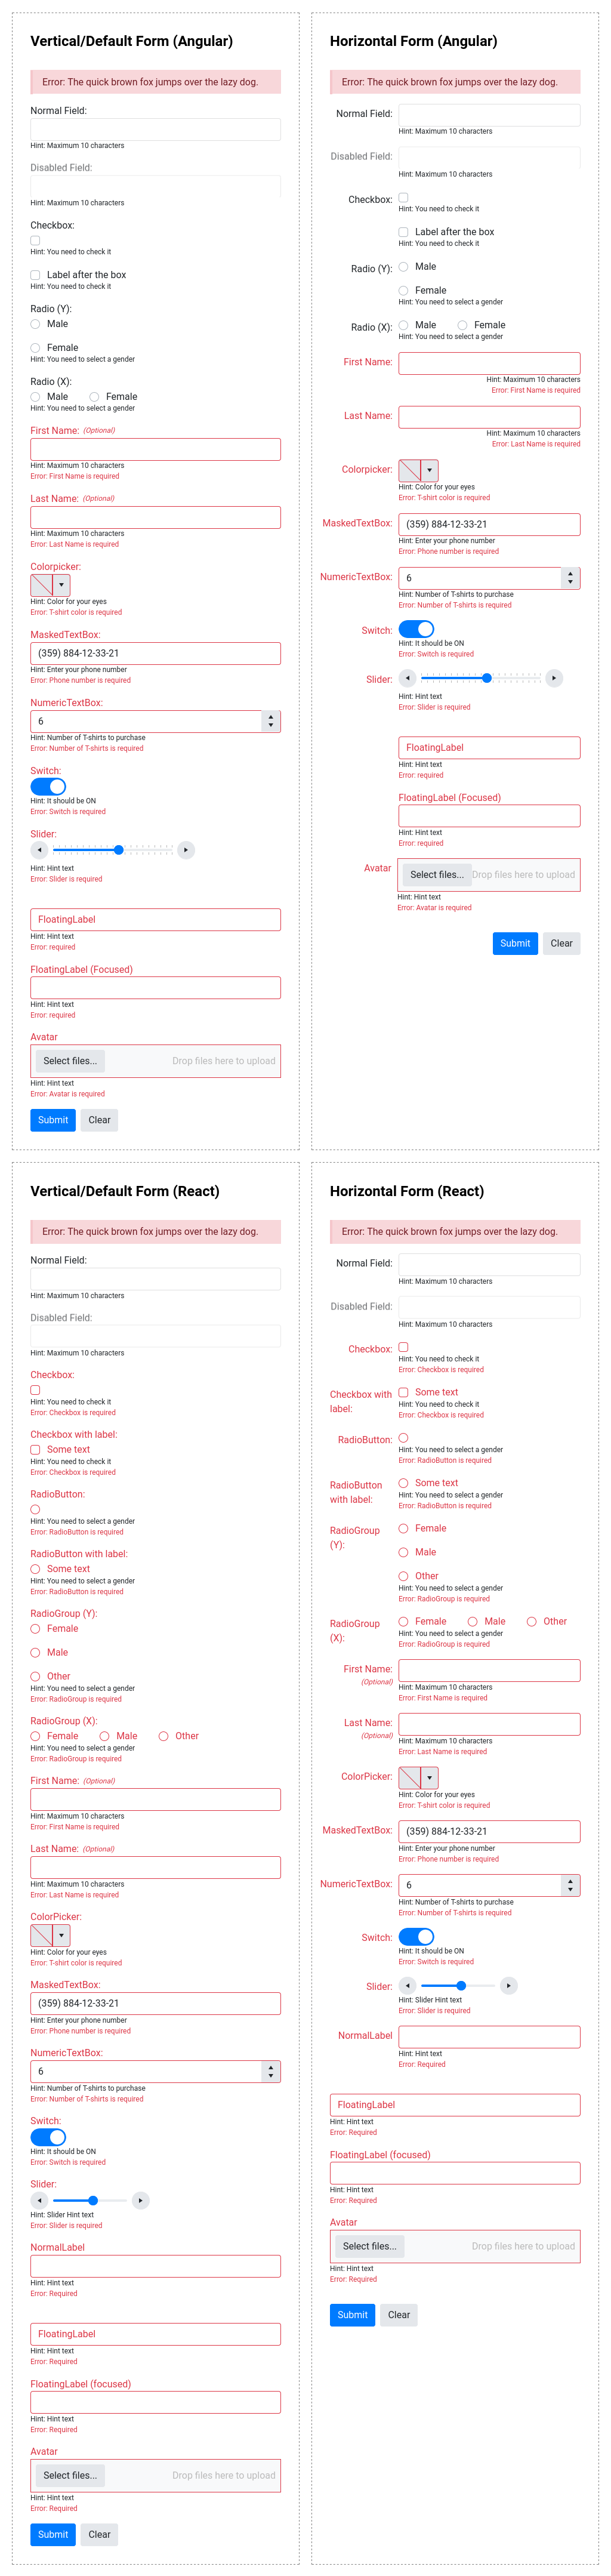 Vertical/Default Form (Angular)
Error: The quick brown fox jumps over the lazy dog.
Normal Field:
Hint: Maximum 10 characters
Disabled Field:
Hint: Maximum 10 characters
Checkbox:
Hint: You need to check it
Label after the box
Hint: You need to check it
Radio (Y):
Male
Female
Hint: You need to select a gender
Radio (X):
Male Female
Hint: You need to select a gender
First Name: (Optional)
Hint: Maximum 10 characters
Error: First Name is required
Last Name: (Optional)
Hint: Maximum 10 characters
Error: Last Name is required
Colorpicker:
Hint: Color for your eyes
Error: T-shirt color is required
MaskedTextBox:
(359) 884-12-33-21
Hint: Enter your phone number
Error: Phone number is required
NumericTextBox:
6
Hint: Number of T-shirts to purchase
Error: Number of T-shirts is required
Switch:
Hint: It should be ON
Error: Switch is required
Slider:
Hint: Hint text
Error: Slider is required
FloatingLabel
Hint: Hint text
Error: required
FloatingLabel (Focused)
Hint: Hint text
Error: required
Avatar
Select files... Drop files here to upload
Hint: Hint text
Error: Avatar is required
Submit Clear
Horizontal Form (Angular)
Error: The quick brown fox jumps over the lazy dog.
Normal Field:
Hint: Maximum 10 characters
Disabled Field:
Hint: Maximum 10 characters
Checkbox:
Hint: You need to check it
Label after the box
Hint: You need to check it
Radio (Y): Male
Female
Hint: You need to select a gender
Radio (X): Male Female
Hint: You need to select a gender
First Name:
Hint: Maximum 10 characters
Error: First Name is required
Last Name:
Hint: Maximum 10 characters
Error: Last Name is required
Colorpicker:
Hint: Color for your eyes
Error: T-shirt color is required
MaskedTextBox: (359) 884-12-33-21
Hint: Enter your phone number
Error: Phone number is required
NumericTextBox: 6
Hint: Number of T-shirts to purchase
Error: Number of T-shirts is required
Switch:
Hint: It should be ON
Error: Switch is required
Slider:
Hint: Hint text
Error: Slider is required
FloatingLabel
Hint: Hint text
Error: required
FloatingLabel (Focused)
Hint: Hint text
Error: required
Avatar Select files... Drop files here to upload
Hint: Hint text
Error: Avatar is required
Submit Clear
Vertical/Default Form (React)
Error: The quick brown fox jumps over the lazy dog.
Normal Field:
Hint: Maximum 10 characters
Disabled Field:
Hint: Maximum 10 characters
Checkbox:
Hint: You need to check it
Error: Checkbox is required
Checkbox with label:
Some text
Hint: You need to check it
Error: Checkbox is required
RadioButton:
Hint: You need to select a gender
Error: RadioButton is required
RadioButton with label:
Some text
Hint: You need to select a gender
Error: RadioButton is required
RadioGroup (Y):
Female
Male
Other
Hint: You need to select a gender
Error: RadioGroup is required
RadioGroup (X):
Female Male Other
Hint: You need to select a gender
Error: RadioGroup is required
First Name: (Optional)
Hint: Maximum 10 characters
Error: First Name is required
Last Name: (Optional)
Hint: Maximum 10 characters
Error: Last Name is required
ColorPicker:
Hint: Color for your eyes
Error: T-shirt color is required
MaskedTextBox:
(359) 884-12-33-21
Hint: Enter your phone number
Error: Phone number is required
NumericTextBox:
6
Hint: Number of T-shirts to purchase
Error: Number of T-shirts is required
Switch:
Hint: It should be ON
Error: Switch is required
Slider:
Hint: Slider Hint text
Error: Slider is required
NormalLabel
Hint: Hint text
Error: Required
FloatingLabel
Hint: Hint text
Error: Required
FloatingLabel (focused)
Hint: Hint text
Error: Required
Avatar
Select files... Drop files here to upload
Hint: Hint text
Error: Required
Submit Clear
Horizontal Form (React)
Error: The quick brown fox jumps over the lazy dog.
Normal Field:
Hint: Maximum 10 characters
Disabled Field:
Hint: Maximum 10 characters
Checkbox:
Hint: You need to check it
Error: Checkbox is required
Checkbox with
label:
Some text
Hint: You need to check it
Error: Checkbox is required
RadioButton:
Hint: You need to select a gender
Error: RadioButton is required
RadioButton
with label:
Some text
Hint: You need to select a gender
Error: RadioButton is required
RadioGroup
(Y):
Female
Male
Other
Hint: You need to select a gender
Error: RadioGroup is required
RadioGroup
(X):
Female Male Other
Hint: You need to select a gender
Error: RadioGroup is required
First Name:
(Optional)
Hint: Maximum 10 characters
Error: First Name is required
Last Name:
(Optional)
Hint: Maximum 10 characters
Error: Last Name is required
ColorPicker:
Hint: Color for your eyes
Error: T-shirt color is required
MaskedTextBox: (359) 884-12-33-21
Hint: Enter your phone number
Error: Phone number is required
NumericTextBox: 6
Hint: Number of T-shirts to purchase
Error: Number of T-shirts is required
Switch:
Hint: It should be ON
Error: Switch is required
Slider:
Hint: Slider Hint text
Error: Slider is required
NormalLabel
Hint: Hint text
Error: Required
FloatingLabel
Hint: Hint text
Error: Required
FloatingLabel (focused)
Hint: Hint text
Error: Required
Avatar
Select files... Drop files here to upload
Hint: Hint text
Error: Required
Submit Clear